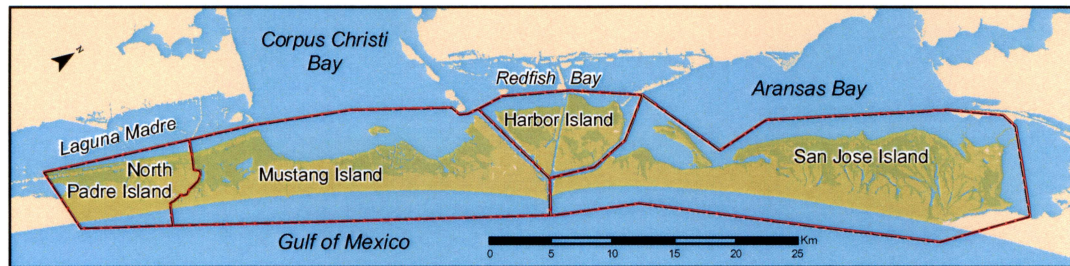 Corpus Christi
Bay
Redfish Bay
Aransas Bay
Laguna Madre
Harbor Island
North
Padre Island
Mustang Island
San Jose Island
Gulf of Mexico
Km
0 5 10 15 20 25
N